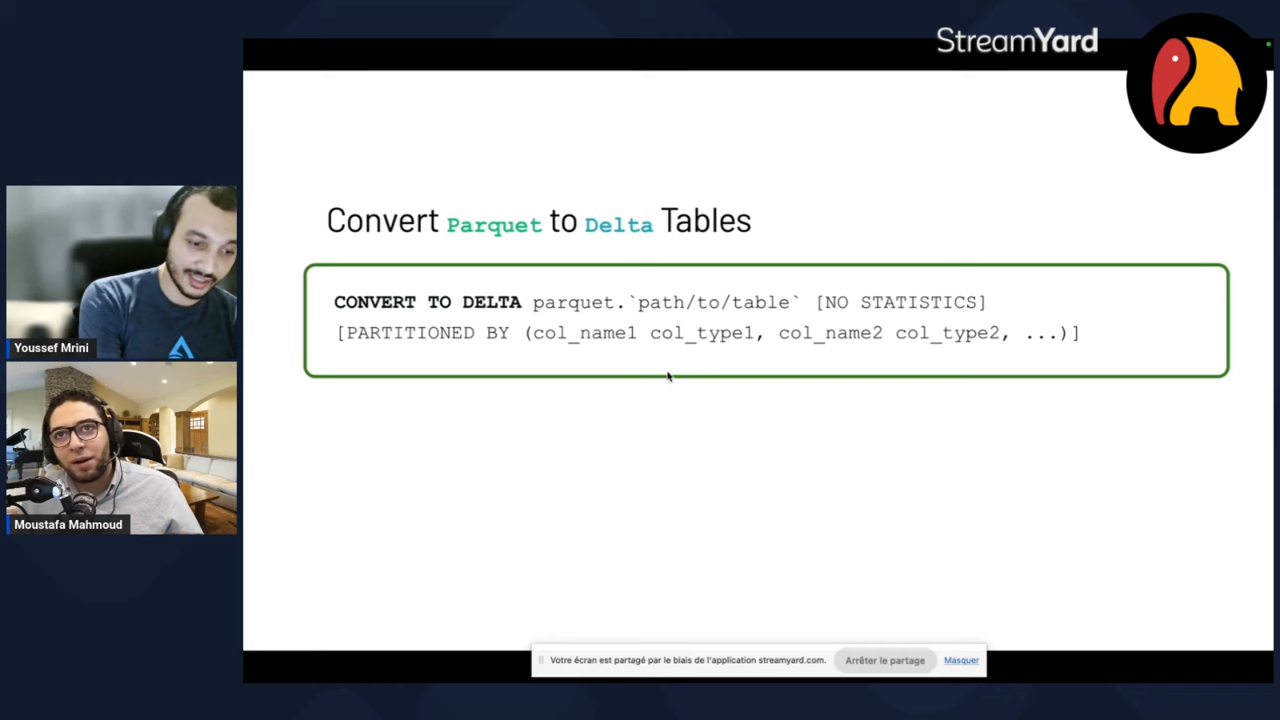 StreamYard
Convert Parquet to Delta Tables
CONVERT TO DELTA parquet.`path/to/table` [NO STATISTICS]
[PARTITIONED BY (col_name1 col_type1, col_name2 col_type2, ...)]
Youssef Mrini
Moustafa Mahmoud
Votre écran est partagé par le biais de l'application streamyard.com.
Arrêter le partage
Masquer